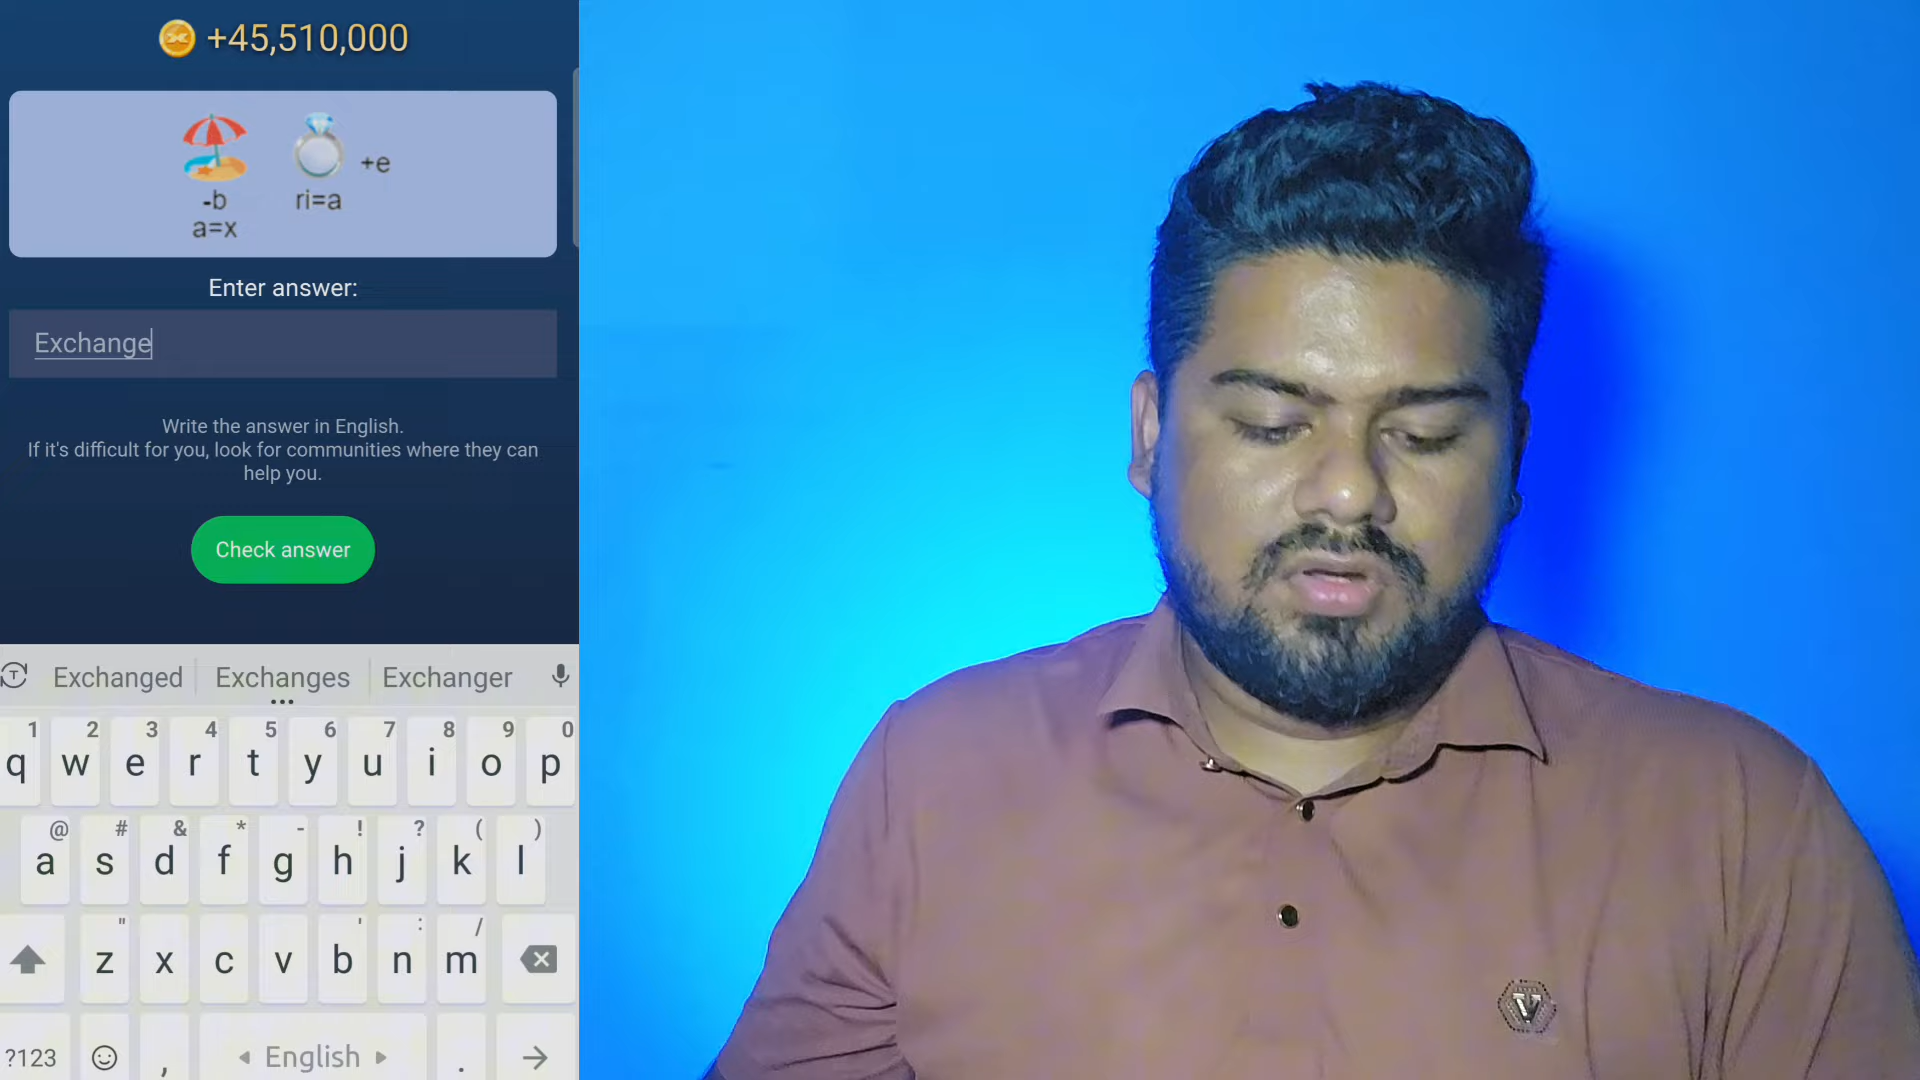 +45,510,000
+e
-b
ri=a
a=x
Enter answer:
Exchange
Write the answer in English.
If it's difficult for you, look for communities where they can
help you.
Check answer
Exchanged Exchanges Exchanger
1 2 3 4 5 6 7 8 9 0
q w e r t y u i o p
@ # & * - ! ? ( )
a s d f g h j k l
" ' : /
z x c v b n m
?123 , English .
V